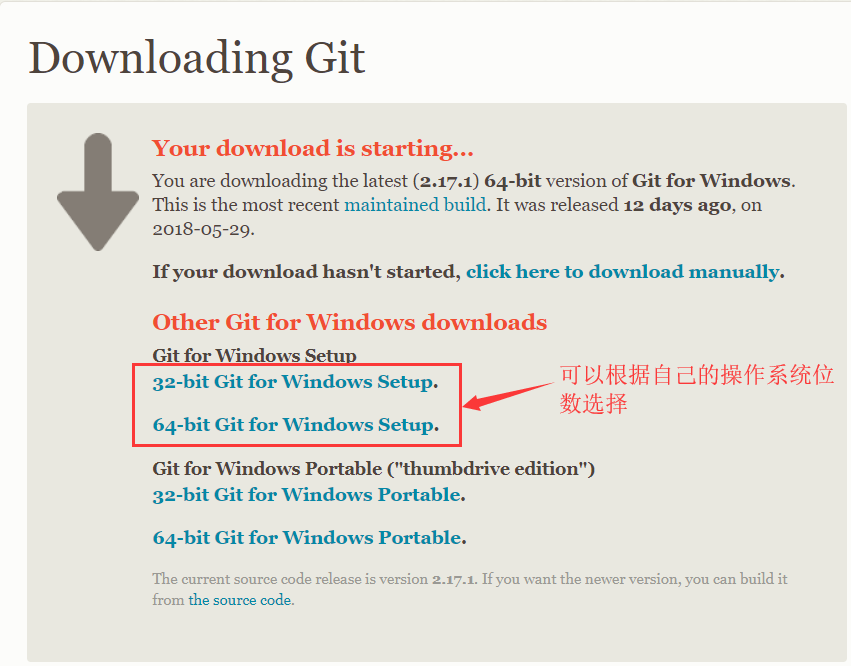 Downloading Git
Your download is starting...
You are downloading the latest (2.17.1) 64-bit version of Git for Windows.
This is the most recent maintained build. It was released 12 days ago, on
2018-05-29.
If your download hasn't started, click here to download manually.
Other Git for Windows downloads
Git for Windows Setup
32-bit Git for Windows Setup.
64-bit Git for Windows Setup.
可以根据自己的操作系统位
数选择
Git for Windows Portable ("thumbdrive edition")
32-bit Git for Windows Portable.
64-bit Git for Windows Portable.
The current source code release is version 2.17.1. If you want the newer version, you can build it
from the source code.